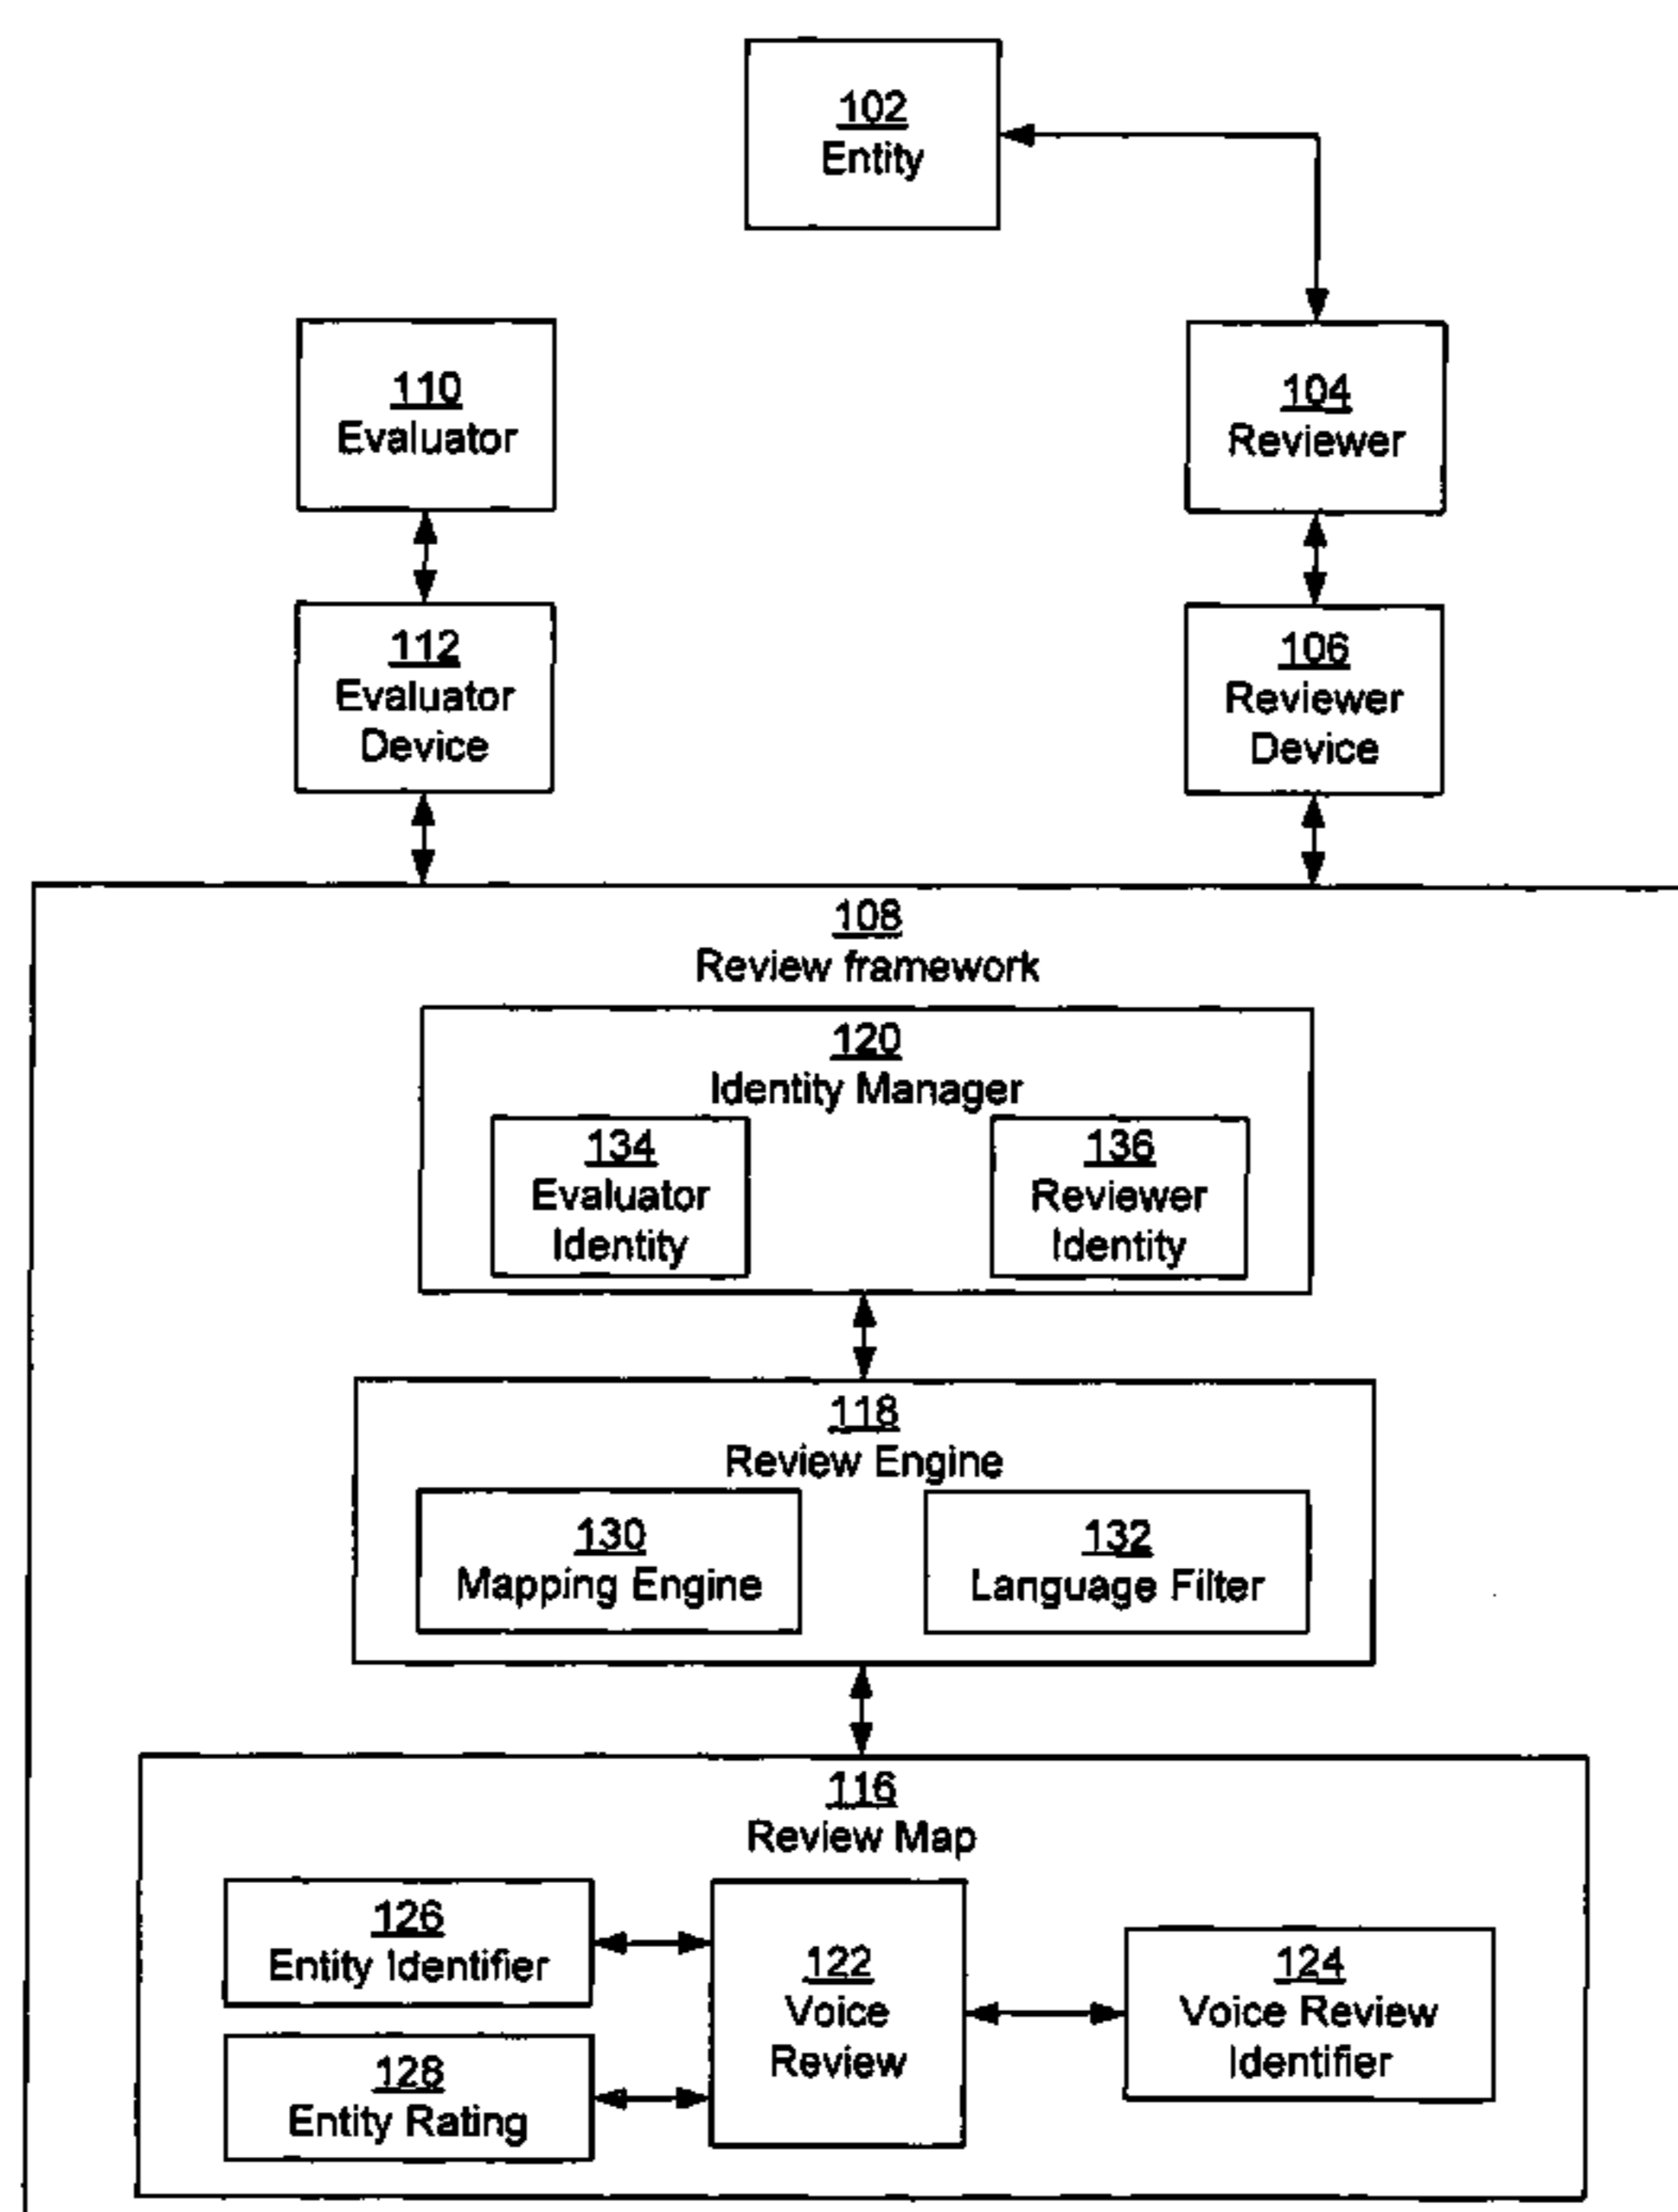 102
Entity
110
Evaluator
104
Reviewer
112
Evaluator
Device
106
Reviewer
Device
108
Review framework
120
Identity Manager
134
Evaluator
Identity
136
Reviewer
Identity
118
Review Engine
130
Mapping Engine
132
Language Filter
116
Review Map
126
Entity Identifier
128
Entity Rating
122
Voice
Review
124
Voice Review
Identifier